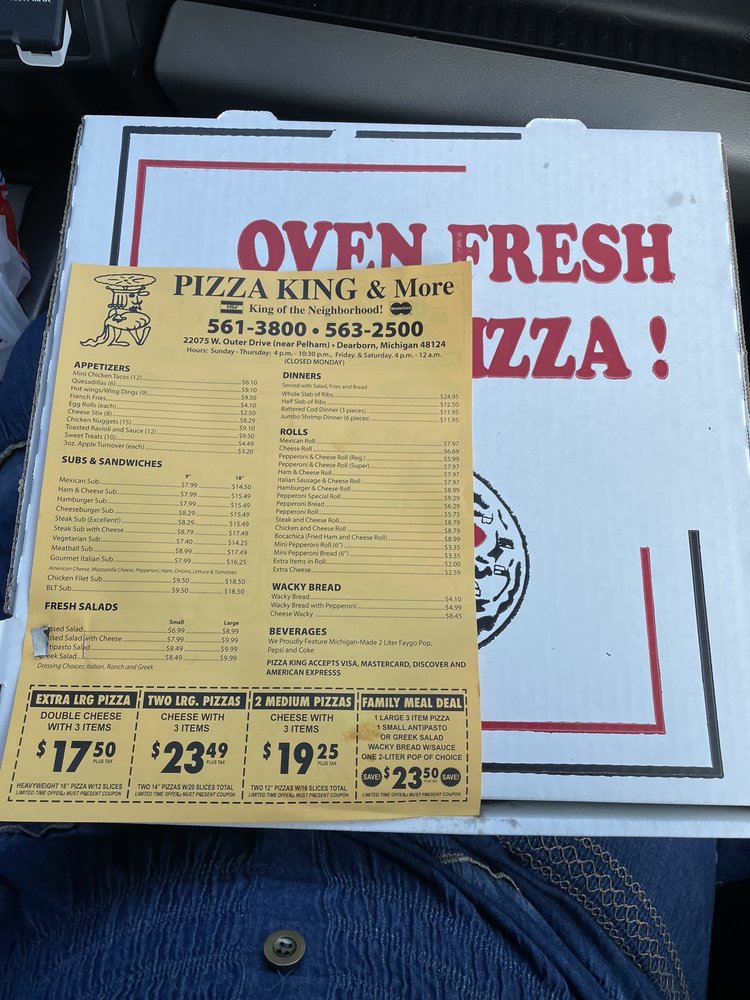 OVEN FRESH
IZZA !
PIZZA KING & More
VISA King of the Neighborhood! MasterCard
561-3800 • 563-2500
22075 W. Outer Drive (near Pelham) • Dearborn, Michigan 48124
Hours: Sunday - Thursday: 4 p.m. - 10:30 p.m., Friday. & Saturday. 4 p.m. - 12 a.m.
(CLOSED MONDAY)
APPETIZERS
Mini Chicken Tacos (12) $6.10
Quesadillas (6) $9.10
Hot wings/Wing Dings (9) $9.50
French Fries $4.10
Egg Rolls (each) $2.50
Cheese Stix (8) $8.29
Chicken Nuggets (15) $9.10
Toasted Ravioli and Sauce (12) $9.50
Sweet Treats (10) $4.49
3oz. Apple Turnover (each) $3.20
SUBS & SANDWICHES
9" 18"
Mexican Sub $7.99 $14.50
Ham & Cheese Sub $7.99 $15.49
Hamburger Sub $7.99 $15.49
Cheeseburger Sub $8.29 $15.49
Steak Sub (Excellent!) $8.29 $15.49
Steak Sub with Cheese $8.79 $17.49
Vegetarian Sub $7.40 $14.25
Meatball Sub $8.99 $17.49
Gourmet Italian Sub $7.99 $16.25
American Cheese, Mozzarella Cheese, Pepperoni, Ham, Onions, Lettuce & Tomatoes
Chicken Filet Sub $9.50 $18.50
BLT Sub $9.50 $18.50
FRESH SALADS
Small Large
ssed Salad $6.99 $8.99
ssed Salad with Cheese $7.99 $9.99
tipasto Salad $8.49 $9.99
eek Salad $8.49 $9.99
Dressing Choices: Italian, Ranch and Greek
DINNERS
Served with Salad, Fries and Bread
Whole Slab of Ribs $24.95
Half Slab of Ribs $12.50
Battered Cod Dinner (3 pieces) $11.95
Jumbo Shrimp Dinner (6 pieces) $11.95
ROLLS
Mexican Roll $7.97
Cheese Roll $6.69
Pepperoni & Cheese Roll (Reg.) $5.99
Pepperoni & Cheese Roll (Super) $7.97
Ham & Cheese Roll $7.97
Italian Sausage & Cheese Roll $7.97
Hamburger & Cheese Roll $8.99
Pepperoni Special Roll $9.29
Pepperoni Bread $6.29
Pepperoni Roll $5.75
Steak and Cheese Roll $8.79
Chicken and Cheese Roll $8.79
Bocachica (Fried Ham and Cheese Roll) $8.99
Mini Pepperoni Roll (6") $3.35
Mini Pepperoni Bread (6") $3.35
Extra Items in Roll $2.00
Extra Cheese $2.59
WACKY BREAD
Wacky Bread $4.10
Wacky Bread with Pepperoni $4.99
Cheese Wacky $8.45
BEVERAGES
We Proudly Feature Michigan-Made 2 Liter Faygo Pop,
Pepsi and Coke
PIZZA KING ACCEPTS VISA, MASTERCARD, DISCOVER AND
AMERICAN EXPRESSS
EXTRA LRG PIZZA
DOUBLE CHEESE
WITH 3 ITEMS
$17.50 PLUS TAX
HEAVYWEIGHT 16" PIZZA W/12 SLICES
LIMITED TIME OFFER. MUST PRESENT COUPON
TWO LRG. PIZZAS
CHEESE WITH
3 ITEMS
$23.49 PLUS TAX
TWO 14" PIZZAS W/20 SLICES TOTAL
LIMITED TIME OFFER. MUST PRESENT COUPON
2 MEDIUM PIZZAS
CHEESE WITH
3 ITEMS
$19.25 PLUS TAX
TWO 12" PIZZAS W/16 SLICES TOTAL
LIMITED TIME OFFER. MUST PRESENT COUPON
FAMILY MEAL DEAL
1 LARGE 3 ITEM PIZZA
1 SMALL ANTIPASTO
OR GREEK SALAD
WACKY BREAD W/SAUCE
ONE 2-LITER POP OF CHOICE
SAVE! $23.50 PLUS TAX SAVE!
LIMITED TIME OFFER. MUST PRESENT COUPON